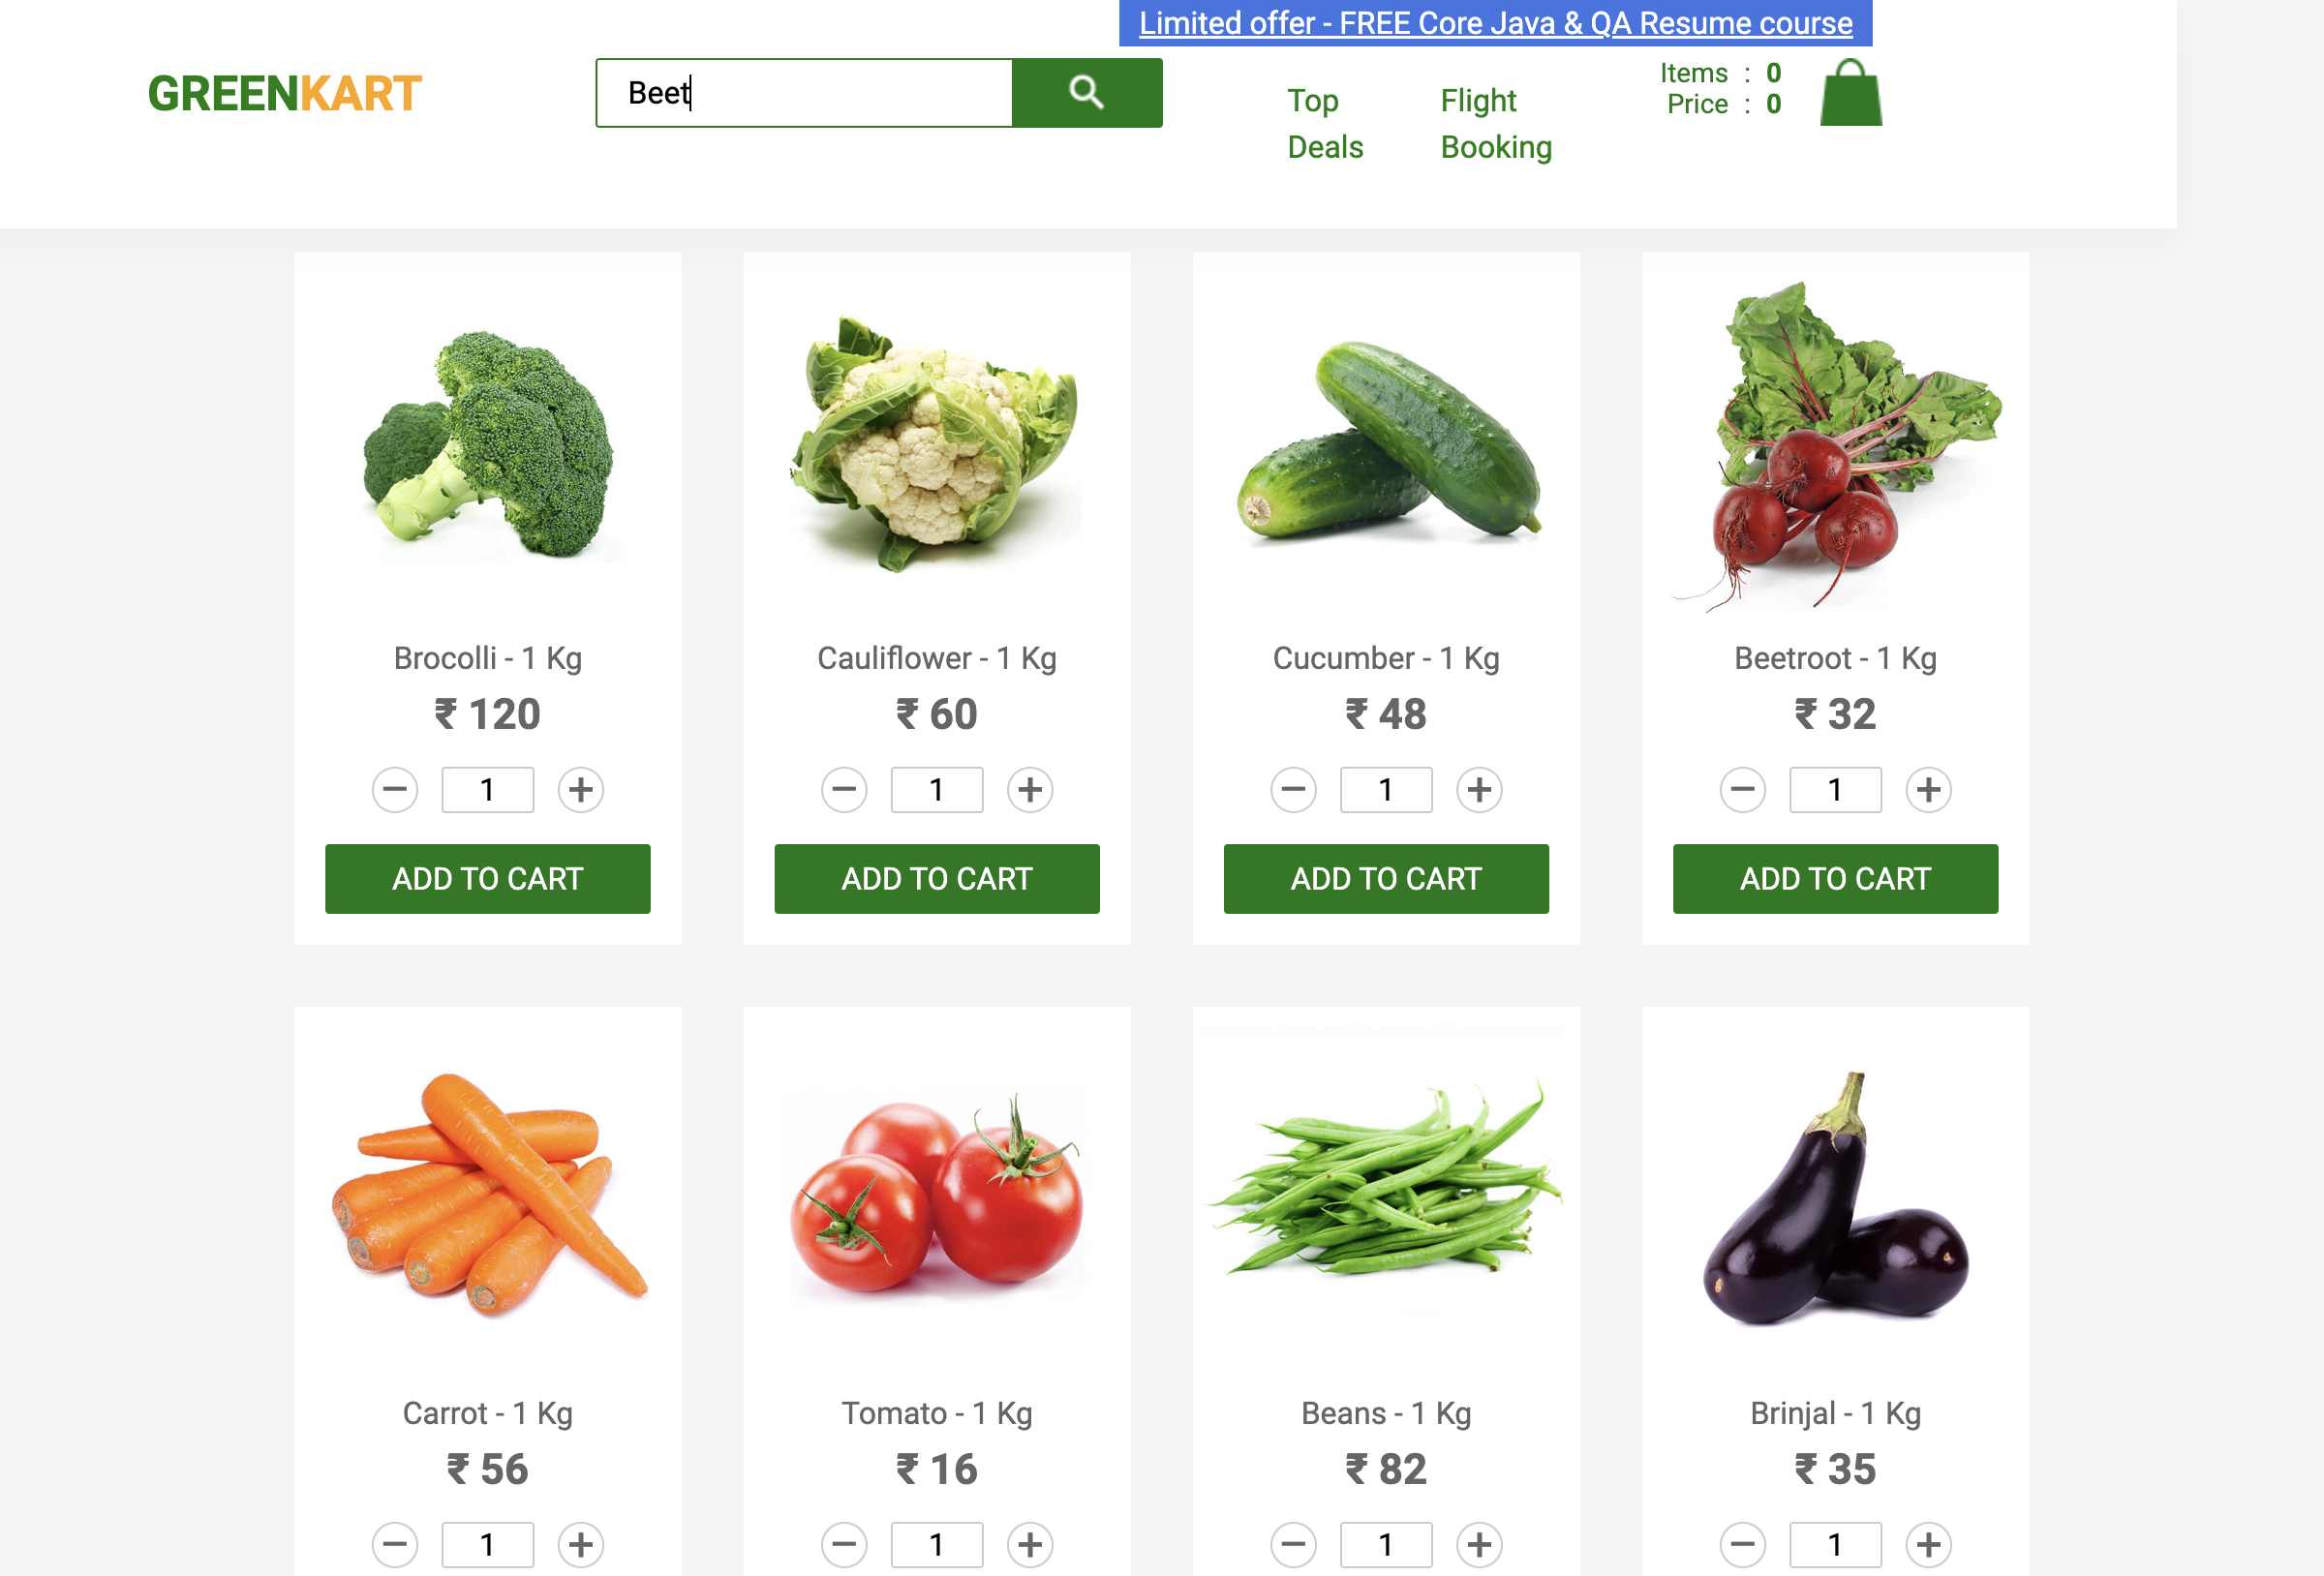 Limited offer - FREE Core Java & QA Resume course
GREENKART
Beet
Top
Deals
Flight
Booking
Items : 0
Price : 0
Brocolli - 1 Kg
₹ 120
− 1 +
ADD TO CART
Cauliflower - 1 Kg
₹ 60
− 1 +
ADD TO CART
Cucumber - 1 Kg
₹ 48
− 1 +
ADD TO CART
Beetroot - 1 Kg
₹ 32
− 1 +
ADD TO CART
Carrot - 1 Kg
₹ 56
− 1 +
Tomato - 1 Kg
₹ 16
− 1 +
Beans - 1 Kg
₹ 82
− 1 +
Brinjal - 1 Kg
₹ 35
− 1 +